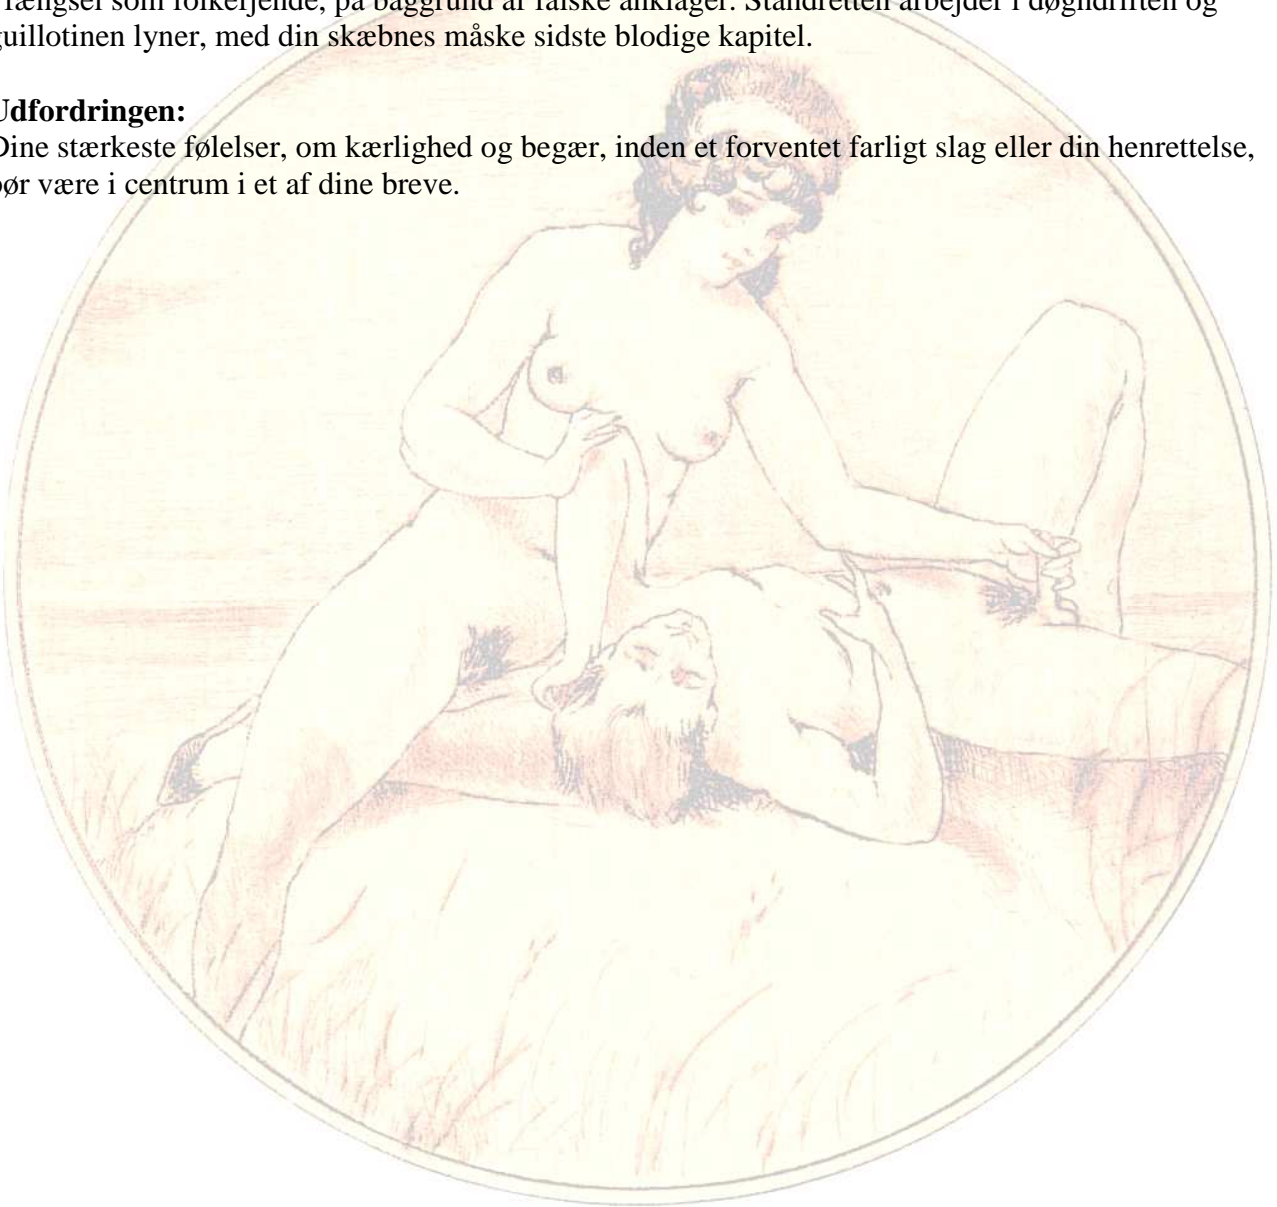 fængsel som folkefjende, på baggrund af falske anklager. Standretten arbejder i døgndriften og
guillotinen lyner, med din skæbnes måske sidste blodige kapitel.
Udfordringen:
Dine stærkeste følelser, om kærlighed og begær, inden et forventet farligt slag eller din henrettelse,
bør være i centrum i et af dine breve.